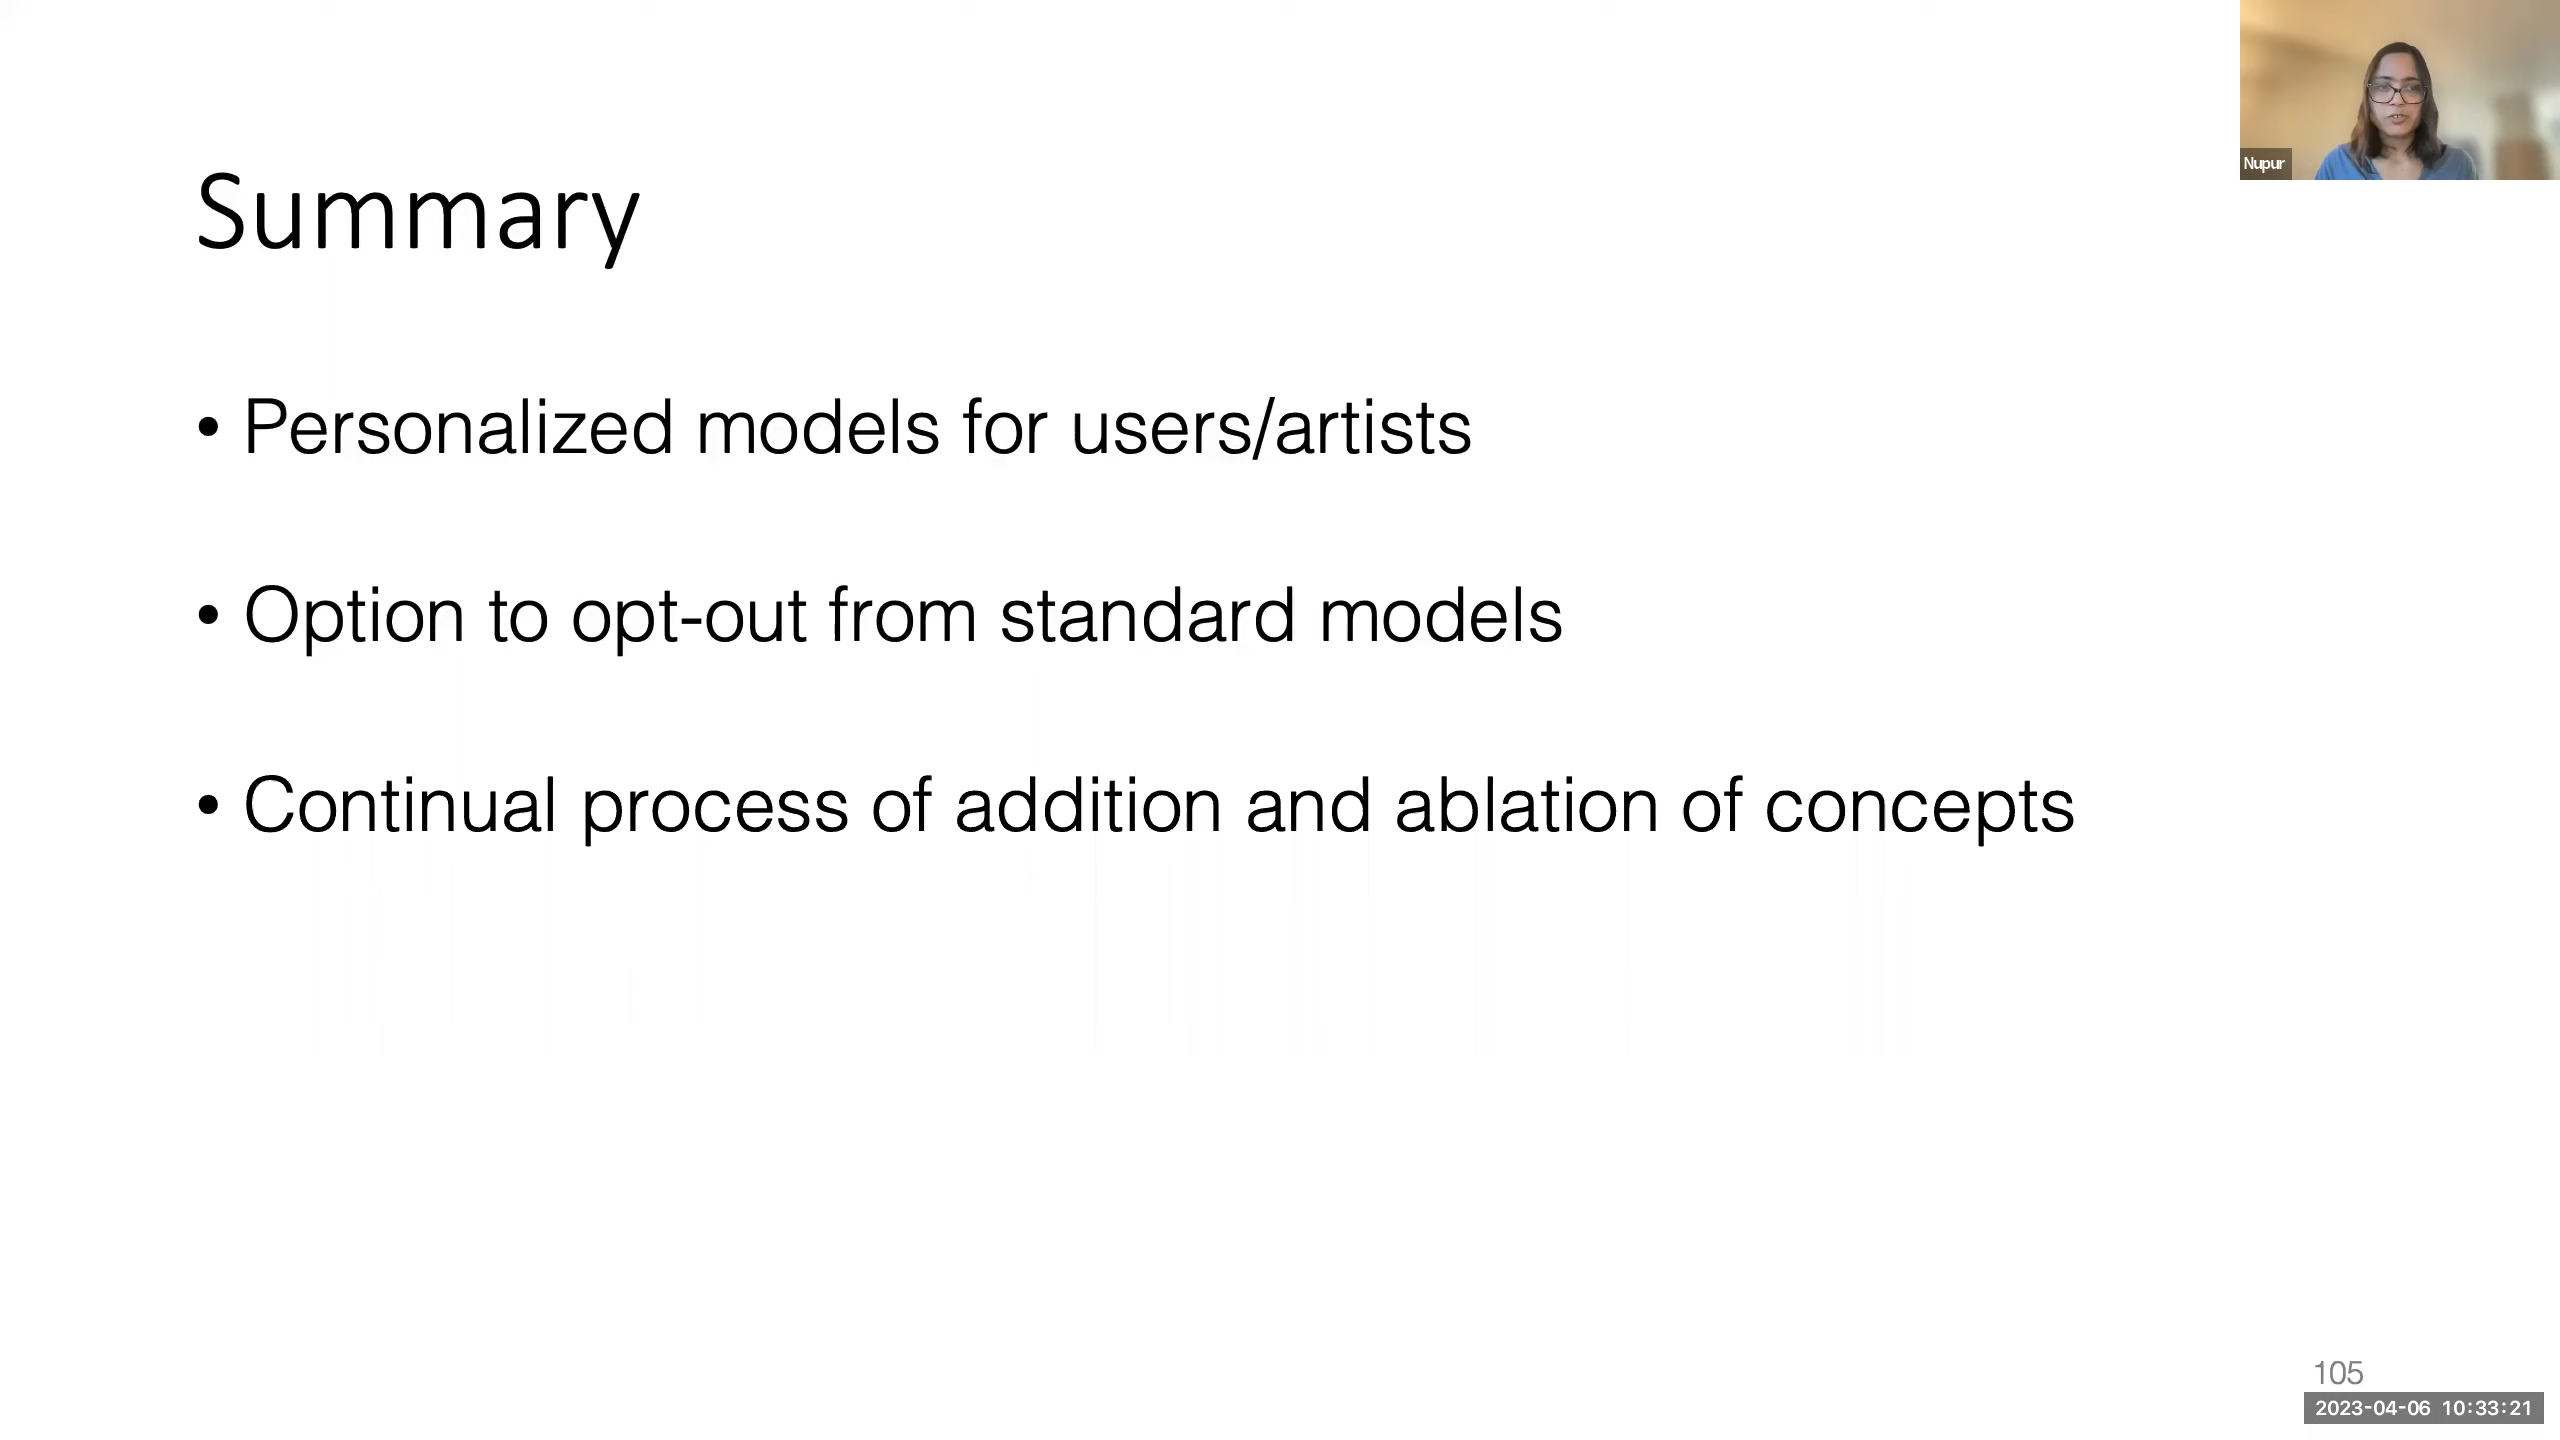 Nupur
Summary
• Personalized models for users/artists
• Option to opt-out from standard models
• Continual process of addition and ablation of concepts
105
2023-04-06 10:33:21